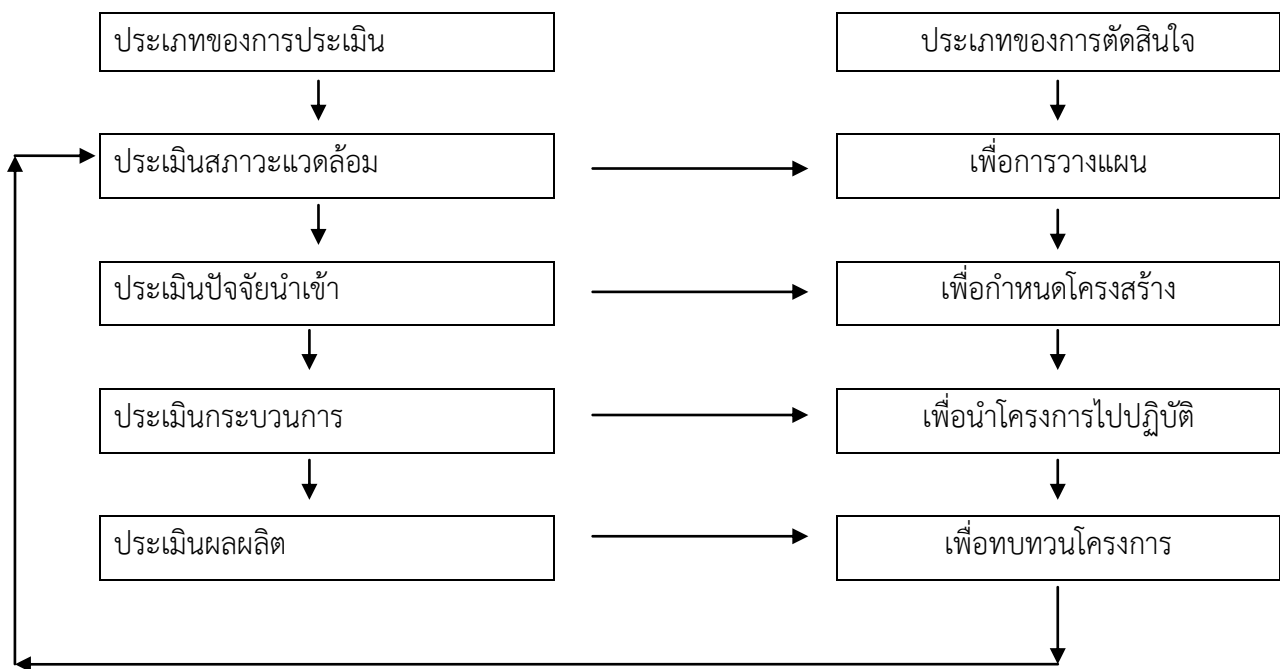 ประเภทของการประเมิน
ประเภทของการตัดสินใจ
ประเมินสภาวะแวดล้อม
เพื่อการวางแผน
ประเมินปัจจัยนำเข้า
เพื่อกำหนดโครงสร้าง
ประเมินกระบวนการ
เพื่อนำโครงการไปปฏิบัติ
ประเมินผลผลิต
เพื่อทบทวนโครงการ